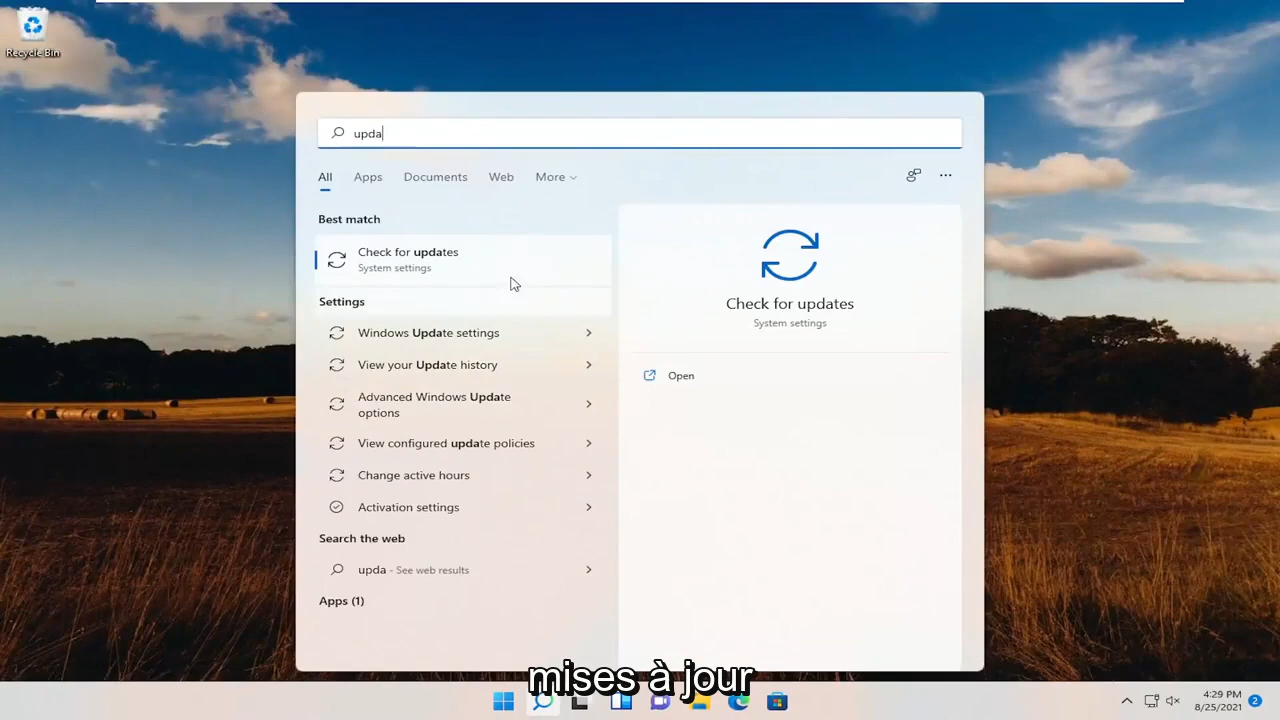 Recycle Bin
upda
All Apps Documents Web More
Best match
Check for updates
System settings
Settings
Windows Update settings
View your Update history
Advanced Windows Update
options
View configured update policies
Change active hours
Activation settings
Search the web
upda - See web results
Apps (1)
Check for updates
System settings
Open
mises à jour
4:29 PM
8/25/2021
2